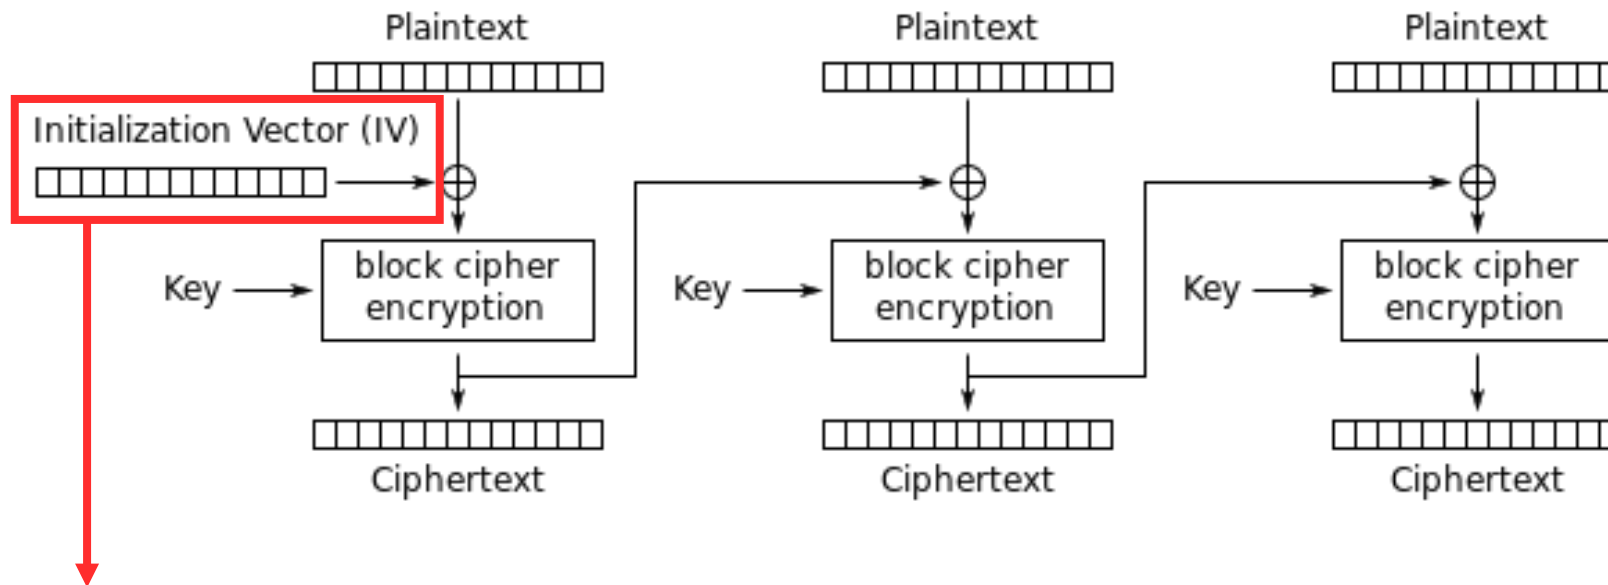 Plaintext
Plaintext
Plaintext
Initialization Vector (IV)
Key
block cipher
encryption
Key
block cipher
encryption
Key
block cipher
encryption
Ciphertext
Ciphertext
Ciphertext